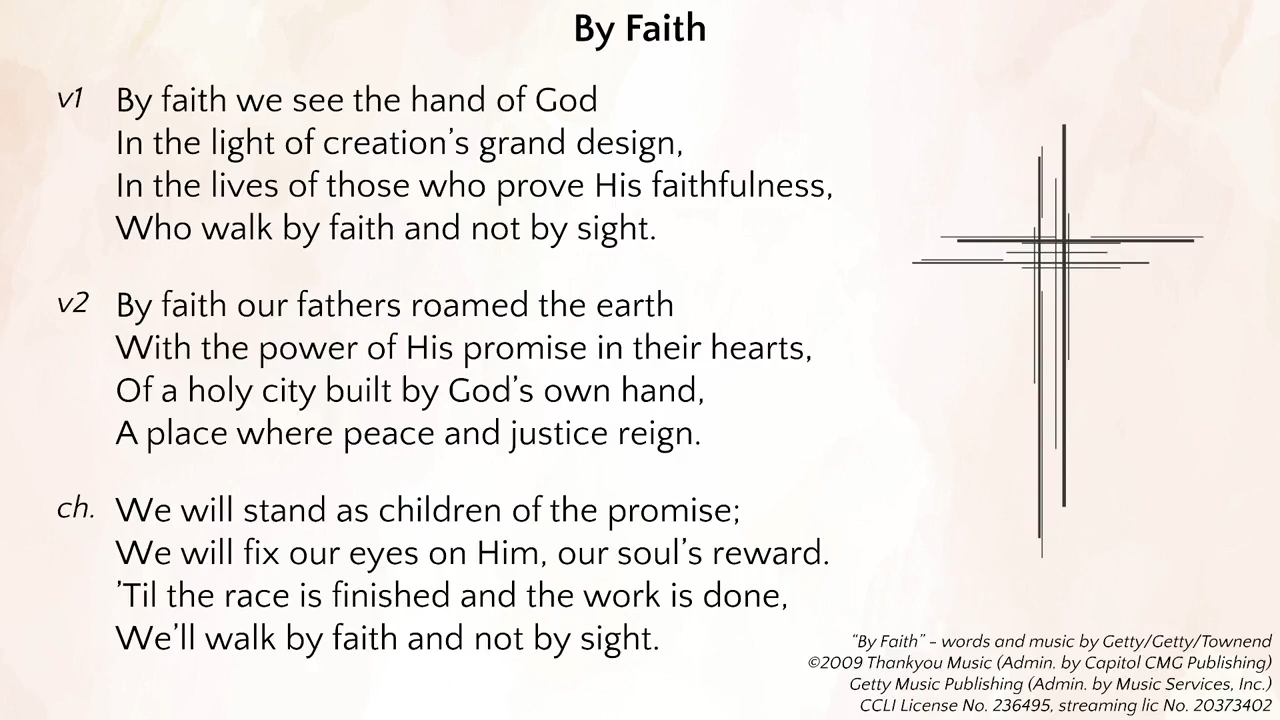 By Faith
v1 By faith we see the hand of God
In the light of creation’s grand design,
In the lives of those who prove His faithfulness,
Who walk by faith and not by sight.
v2 By faith our fathers roamed the earth
With the power of His promise in their hearts,
Of a holy city built by God’s own hand,
A place where peace and justice reign.
ch. We will stand as children of the promise;
We will fix our eyes on Him, our soul’s reward.
’Til the race is finished and the work is done,
We’ll walk by faith and not by sight.
“By Faith” - words and music by Getty/Getty/Townend
©2009 Thankyou Music (Admin. by Capitol CMG Publishing)
Getty Music Publishing (Admin. by Music Services, Inc.)
CCLI License No. 236495, streaming lic No. 20373402